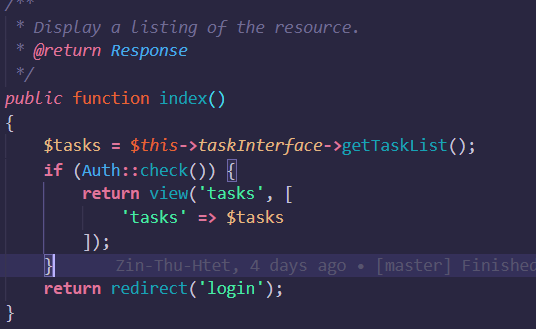 /**
 * Display a listing of the resource.
 * @return Response
 */
public function index()
{
    $tasks = $this->taskInterface->getTaskList();
    if (Auth::check()) {
        return view('tasks', [
            'tasks' => $tasks
        ]);
    }      Zin-Thu-Htet, 4 days ago • [master] Finished
    return redirect('login');
}